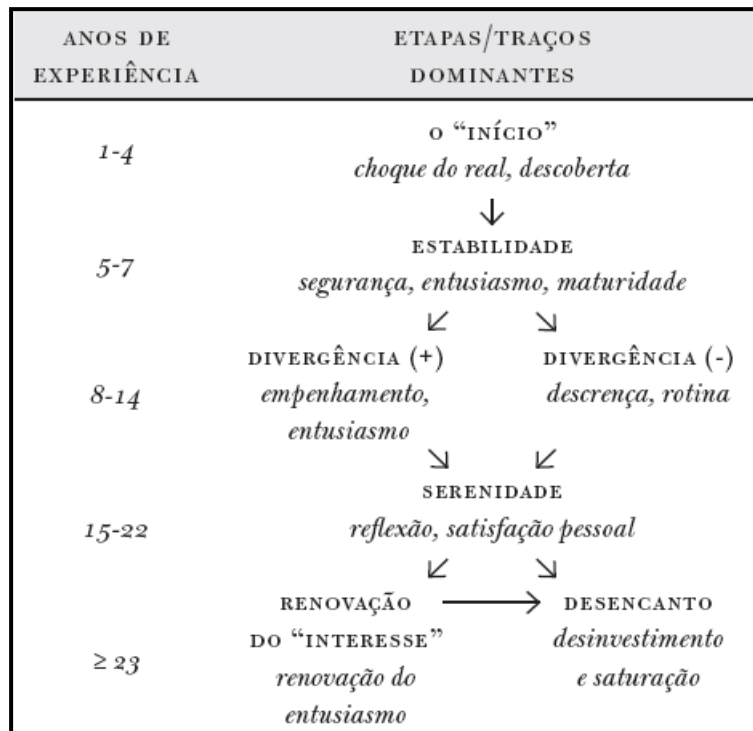 ANOS DE
EXPERIÊNCIA
ETAPAS/TRAÇOS
DOMINANTES
1-4
O “INÍCIO”
choque do real, descoberta
5-7
ESTABILIDADE
segurança, entusiasmo, maturidade
8-14
DIVERGÊNCIA (+)
empenhamento,
entusiasmo
DIVERGÊNCIA (-)
descrença, rotina
15-22
SERENIDADE
reflexão, satisfação pessoal
≥ 23
RENOVAÇÃO
DO “INTERESSE”
renovação do
entusiasmo
DESENCANTO
desinvestimento
e saturação